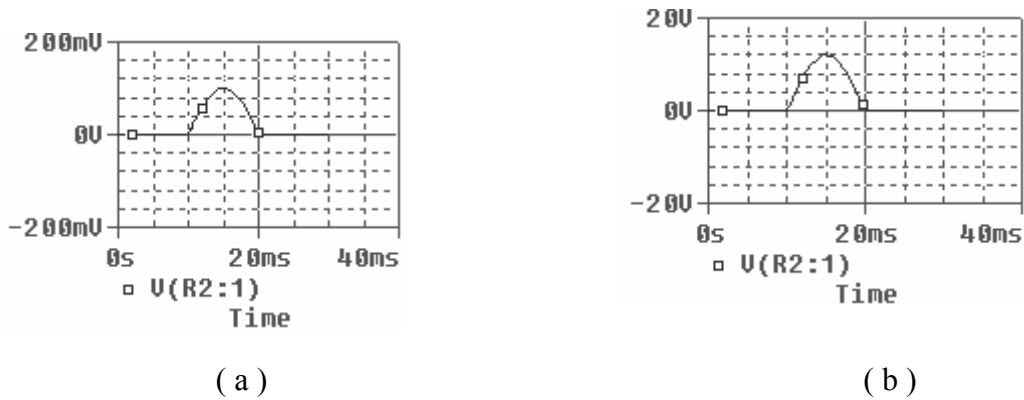 200mV
0V
-200mV
0s 20ms 40ms
V(R2:1)
Time
( a )
20V
0V
-20V
0s 20ms 40ms
V(R2:1)
Time
( b )